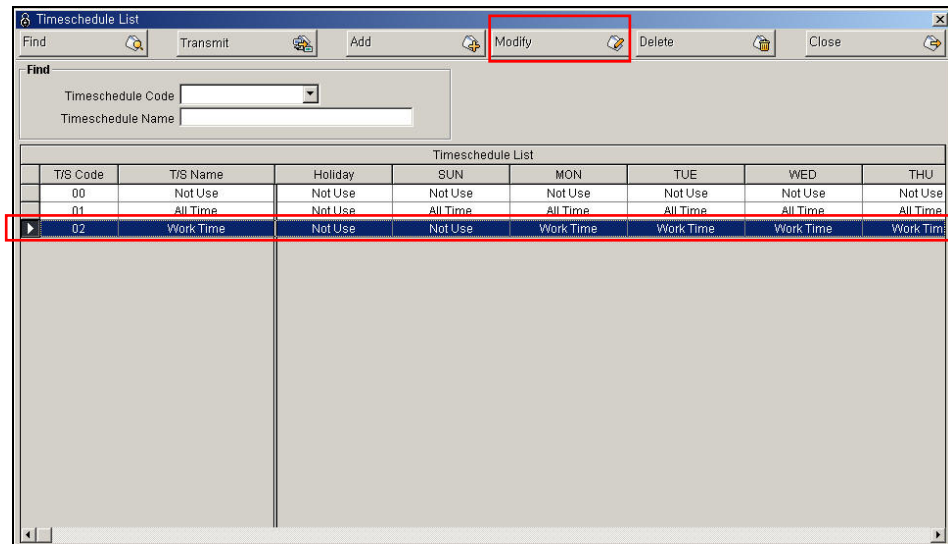 Timeschedule List
Find Transmit Add Modify Delete Close
Find
Timeschedule Code
Timeschedule Name
Timeschedule List
T/S Code T/S Name Holiday SUN MON TUE WED THU
00 Not Use Not Use Not Use Not Use Not Use Not Use Not Use
01 All Time Not Use All Time All Time All Time All Time All Time
02 Work Time Not Use Not Use Work Time Work Time Work Time Work Tim